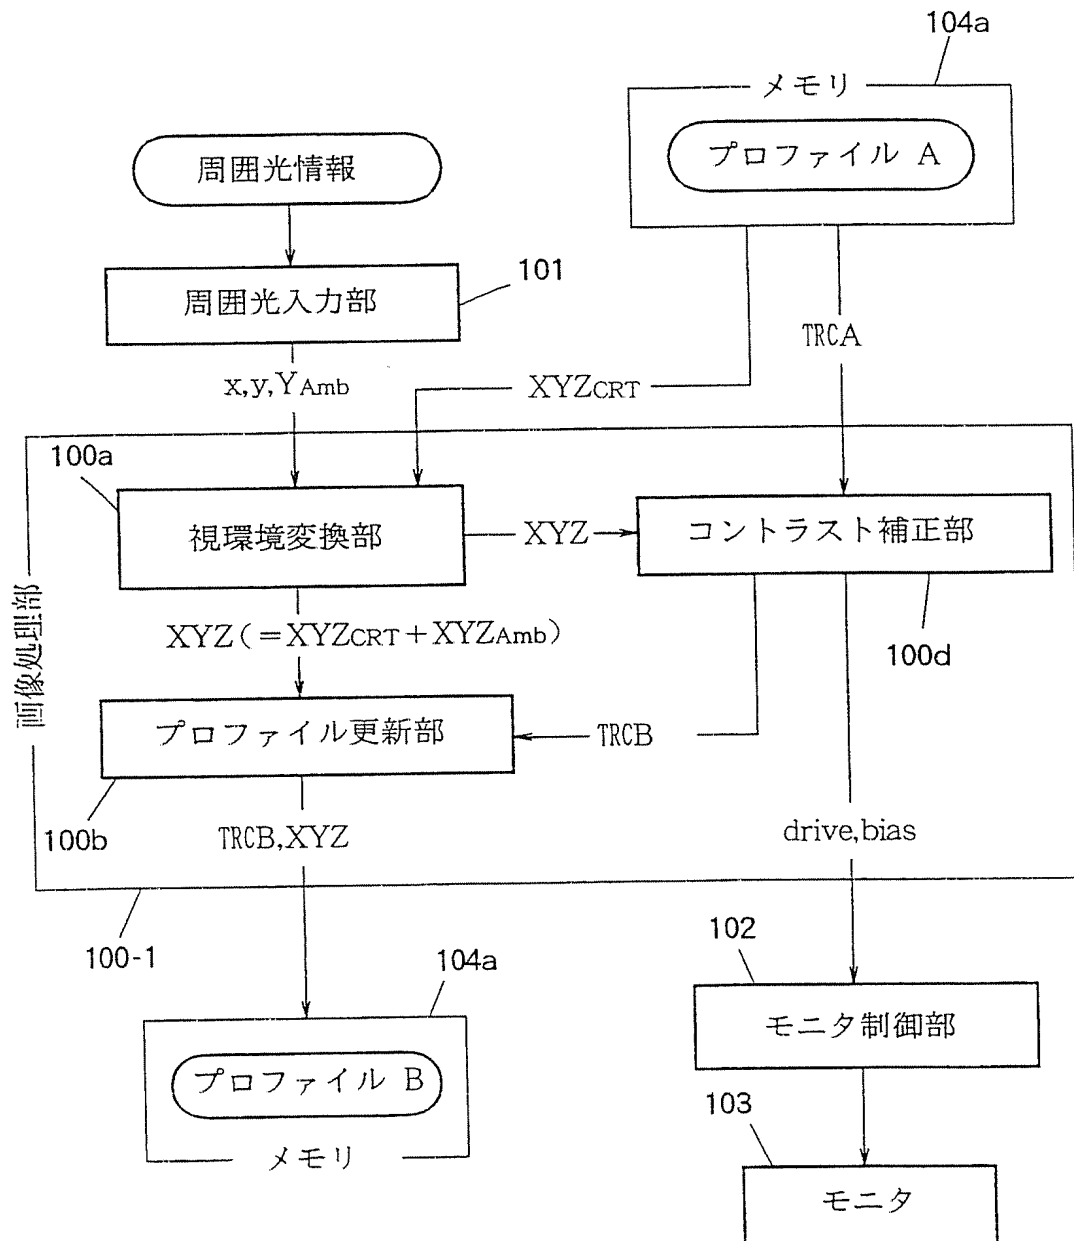 104a
メモリ
プロファイル A
周囲光情報
101
周囲光入力部
TRCA
x,y,YAmb
XYZCRT
100a
視環境変換部
XYZ
コントラスト補正部
画像処理部
XYZ(=XYZCRT+XYZAmb)
100d
プロファイル更新部
TRCB
100b
TRCB,XYZ
drive,bias
100-1
104a
102
プロファイル B
メモリ
モニタ制御部
103
モニタ